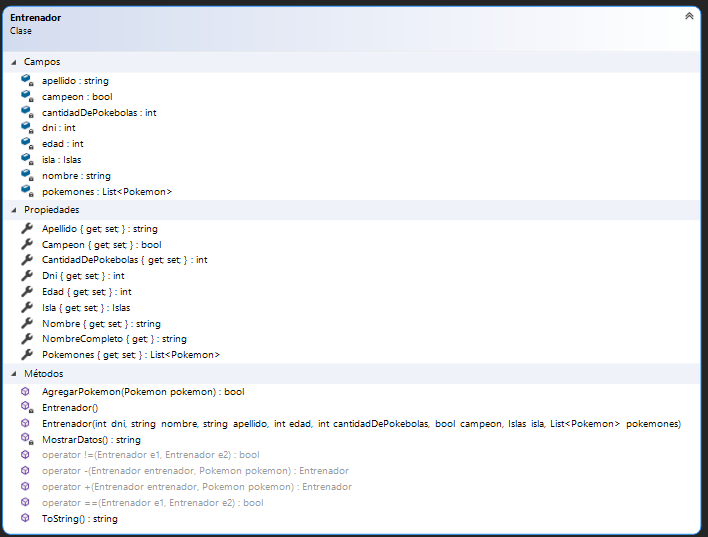 Entrenador
Clase
Campos
apellido : string
campeon : bool
cantidadDePokebolas : int
dni : int
edad : int
isla : Islas
nombre : string
pokemones : List<Pokemon>
Propiedades
Apellido { get; set; } : string
Campeon { get; set; } : bool
CantidadDePokebolas { get; set; } : int
Dni { get; set; } : int
Edad { get; set; } : int
Isla { get; set; } : Islas
Nombre { get; set; } : string
NombreCompleto { get; } : string
Pokemones { get; set; } : List<Pokemon>
Métodos
AgregarPokemon(Pokemon pokemon) : bool
Entrenador()
Entrenador(int dni, string nombre, string apellido, int edad, int cantidadDePokebolas, bool campeon, Islas isla, List<Pokemon> pokemones)
MostrarDatos() : string
operator !=(Entrenador e1, Entrenador e2) : bool
operator -(Entrenador entrenador, Pokemon pokemon) : Entrenador
operator +(Entrenador entrenador, Pokemon pokemon) : Entrenador
operator ==(Entrenador e1, Entrenador e2) : bool
ToString() : string